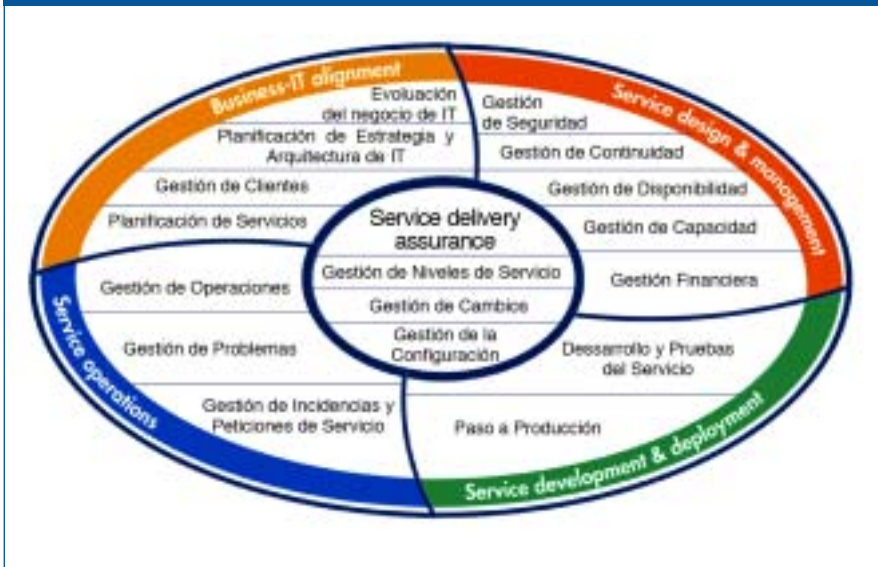 Business-IT alignment
Evaluación
del negocio de IT
Planificación de Estrategia y
Arquitectura de IT
Gestión de Clientes
Planificación de Servicios
Service design & management
Gestión
de Seguridad
Gestión de Continuidad
Gestión de Disponibilidad
Gestión de Capacidad
Gestión Financiera
Service delivery
assurance
Gestión de Niveles de Servicio
Gestión de Cambios
Gestión de la
Configuración
Service operations
Gestión de Operaciones
Gestión de Problemas
Gestión de Incidencias y
Peticiones de Servicio
Dessarrollo y Pruebas
del Servicio
Paso a Producción
Service development & deployment